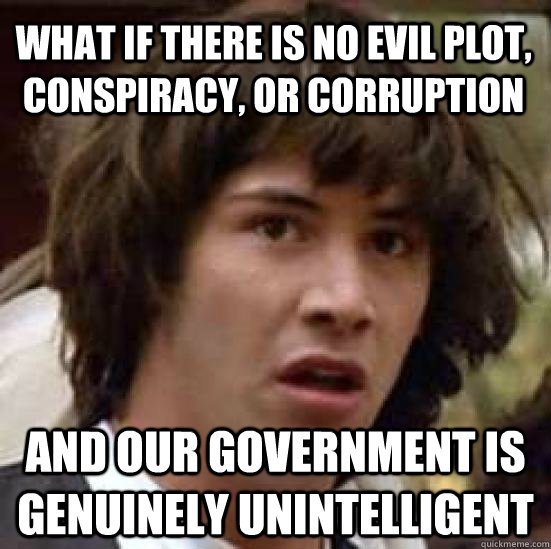 WHAT IF THERE IS NO EVIL PLOT,
CONSPIRACY, OR CORRUPTION
AND OUR GOVERNMENT IS
GENUINELY UNINTELLIGENT
quickmeme.com